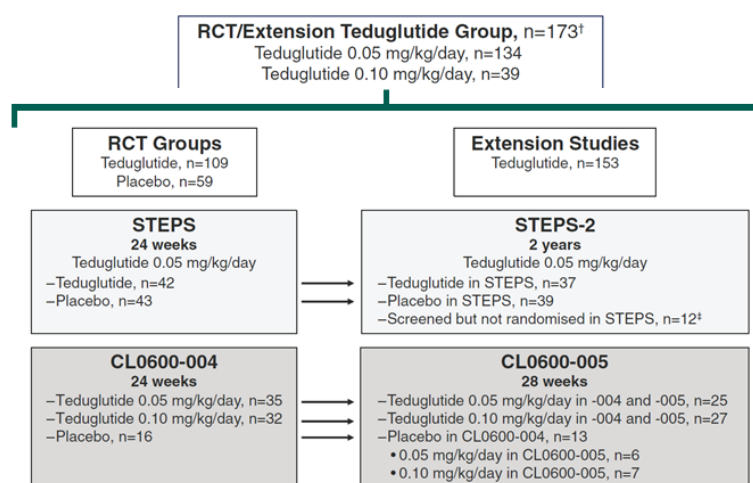 RCT/Extension Teduglutide Group, n=173†
Teduglutide 0.05 mg/kg/day, n=134
Teduglutide 0.10 mg/kg/day, n=39
RCT Groups
Teduglutide, n=109
Placebo, n=59
Extension Studies
Teduglutide, n=153
STEPS
24 weeks
Teduglutide 0.05 mg/kg/day
–Teduglutide, n=42
–Placebo, n=43
STEPS-2
2 years
Teduglutide 0.05 mg/kg/day
–Teduglutide in STEPS, n=37
–Placebo in STEPS, n=39
–Screened but not randomised in STEPS, n=12‡
CL0600-004
24 weeks
–Teduglutide 0.05 mg/kg/day, n=35
–Teduglutide 0.10 mg/kg/day, n=32
–Placebo, n=16
CL0600-005
28 weeks
–Teduglutide 0.05 mg/kg/day in -004 and -005, n=25
–Teduglutide 0.10 mg/kg/day in -004 and -005, n=27
–Placebo in CL0600-004, n=13
•0.05 mg/kg/day in CL0600-005, n=6
•0.10 mg/kg/day in CL0600-005, n=7